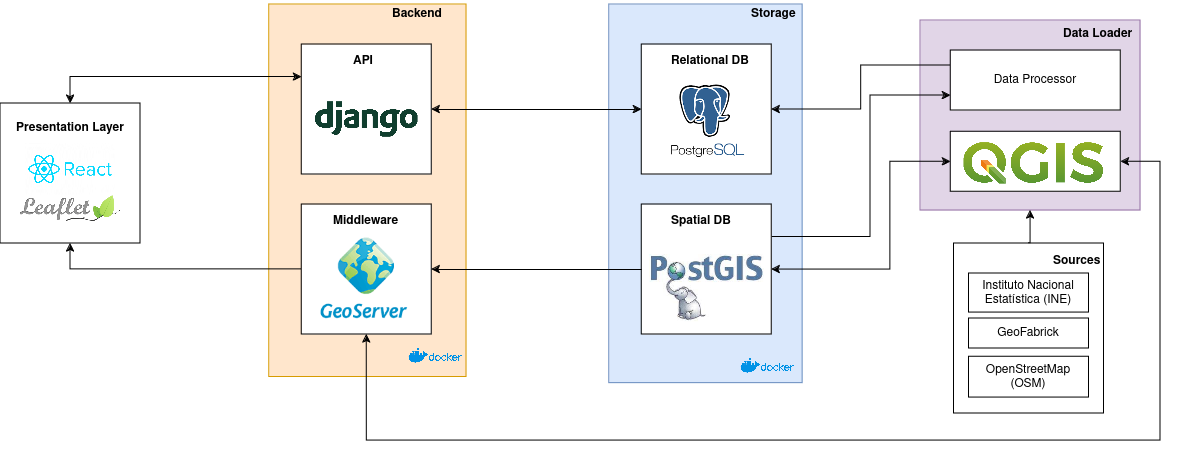 Backend
Storage
Data Loader
API
django
Relational DB
PostgreSQL
Data Processor
QGIS
Presentation Layer
React
Leaflet
Middleware
GeoServer
Spatial DB
PostGIS
docker
docker
Sources
Instituto Nacional
Estatística (INE)
GeoFabrick
OpenStreetMap
(OSM)